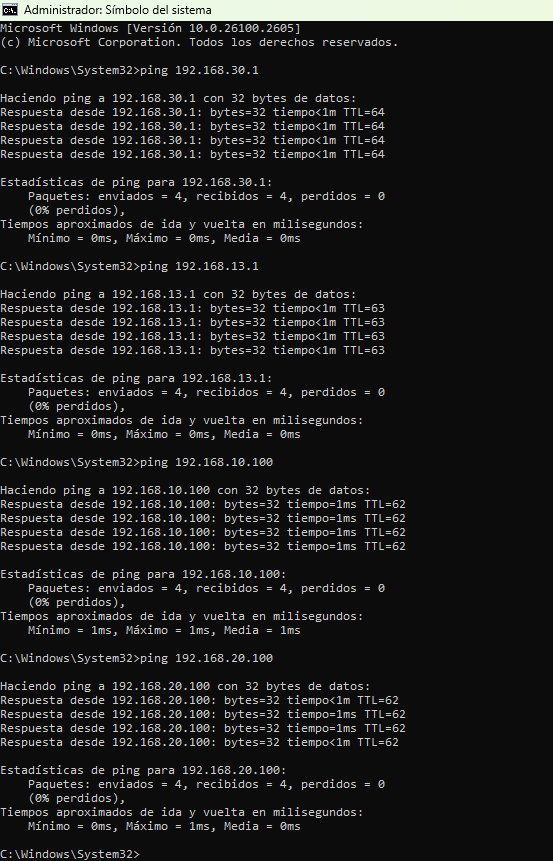 Administrador: Símbolo del sistema
Microsoft Windows [Versión 10.0.26100.2605]
(c) Microsoft Corporation. Todos los derechos reservados.
C:\Windows\System32>ping 192.168.30.1
Haciendo ping a 192.168.30.1 con 32 bytes de datos:
Respuesta desde 192.168.30.1: bytes=32 tiempo<1m TTL=64
Respuesta desde 192.168.30.1: bytes=32 tiempo<1m TTL=64
Respuesta desde 192.168.30.1: bytes=32 tiempo<1m TTL=64
Respuesta desde 192.168.30.1: bytes=32 tiempo<1m TTL=64
Estadísticas de ping para 192.168.30.1:
Paquetes: enviados = 4, recibidos = 4, perdidos = 0
(0% perdidos),
Tiempos aproximados de ida y vuelta en milisegundos:
Mínimo = 0ms, Máximo = 0ms, Media = 0ms
C:\Windows\System32>ping 192.168.13.1
Haciendo ping a 192.168.13.1 con 32 bytes de datos:
Respuesta desde 192.168.13.1: bytes=32 tiempo<1m TTL=63
Respuesta desde 192.168.13.1: bytes=32 tiempo<1m TTL=63
Respuesta desde 192.168.13.1: bytes=32 tiempo<1m TTL=63
Respuesta desde 192.168.13.1: bytes=32 tiempo<1m TTL=63
Estadísticas de ping para 192.168.13.1:
Paquetes: enviados = 4, recibidos = 4, perdidos = 0
(0% perdidos),
Tiempos aproximados de ida y vuelta en milisegundos:
Mínimo = 0ms, Máximo = 0ms, Media = 0ms
C:\Windows\System32>ping 192.168.10.100
Haciendo ping a 192.168.10.100 con 32 bytes de datos:
Respuesta desde 192.168.10.100: bytes=32 tiempo=1ms TTL=62
Respuesta desde 192.168.10.100: bytes=32 tiempo=1ms TTL=62
Respuesta desde 192.168.10.100: bytes=32 tiempo=1ms TTL=62
Respuesta desde 192.168.10.100: bytes=32 tiempo=1ms TTL=62
Estadísticas de ping para 192.168.10.100:
Paquetes: enviados = 4, recibidos = 4, perdidos = 0
(0% perdidos),
Tiempos aproximados de ida y vuelta en milisegundos:
Mínimo = 1ms, Máximo = 1ms, Media = 1ms
C:\Windows\System32>ping 192.168.20.100
Haciendo ping a 192.168.20.100 con 32 bytes de datos:
Respuesta desde 192.168.20.100: bytes=32 tiempo<1m TTL=62
Respuesta desde 192.168.20.100: bytes=32 tiempo=1ms TTL=62
Respuesta desde 192.168.20.100: bytes=32 tiempo=1ms TTL=62
Respuesta desde 192.168.20.100: bytes=32 tiempo<1m TTL=62
Estadísticas de ping para 192.168.20.100:
Paquetes: enviados = 4, recibidos = 4, perdidos = 0
(0% perdidos),
Tiempos aproximados de ida y vuelta en milisegundos:
Mínimo = 0ms, Máximo = 1ms, Media = 0ms
C:\Windows\System32>